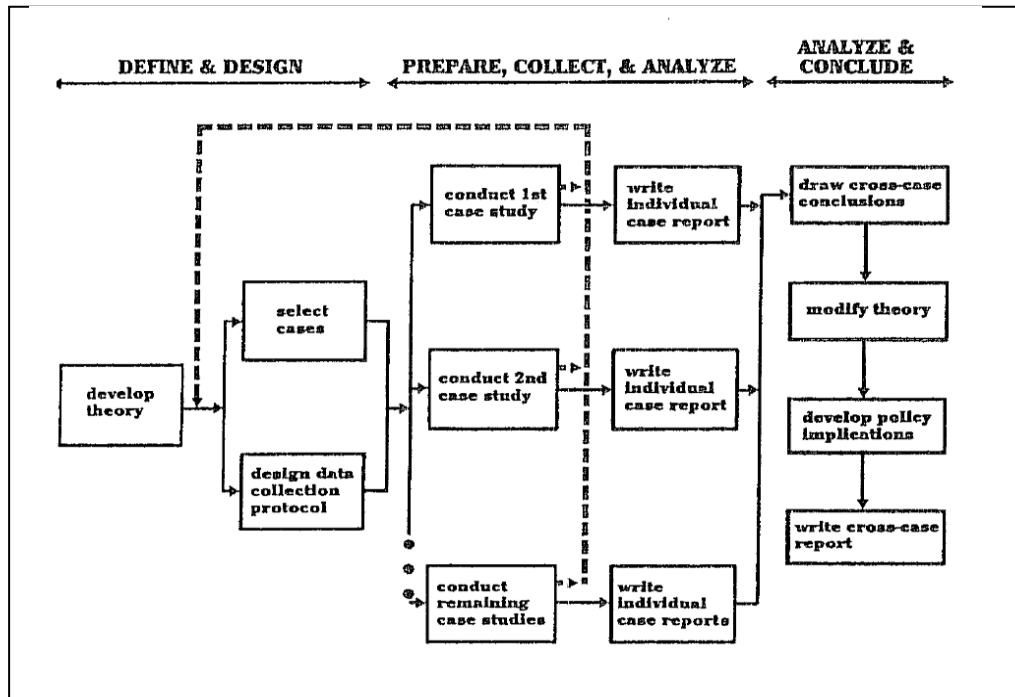 DEFINE & DESIGN
PREPARE, COLLECT, & ANALYZE
ANALYZE &
CONCLUDE
develop
theory
select
cases
design data
collection
protocol
conduct 1st
case study
conduct 2nd
case study
conduct
remaining
case studies
write
individual
case report
write
individual
case report
write
individual
case reports
draw cross-case
conclusions
modify theory
develop policy
implications
write cross-case
report